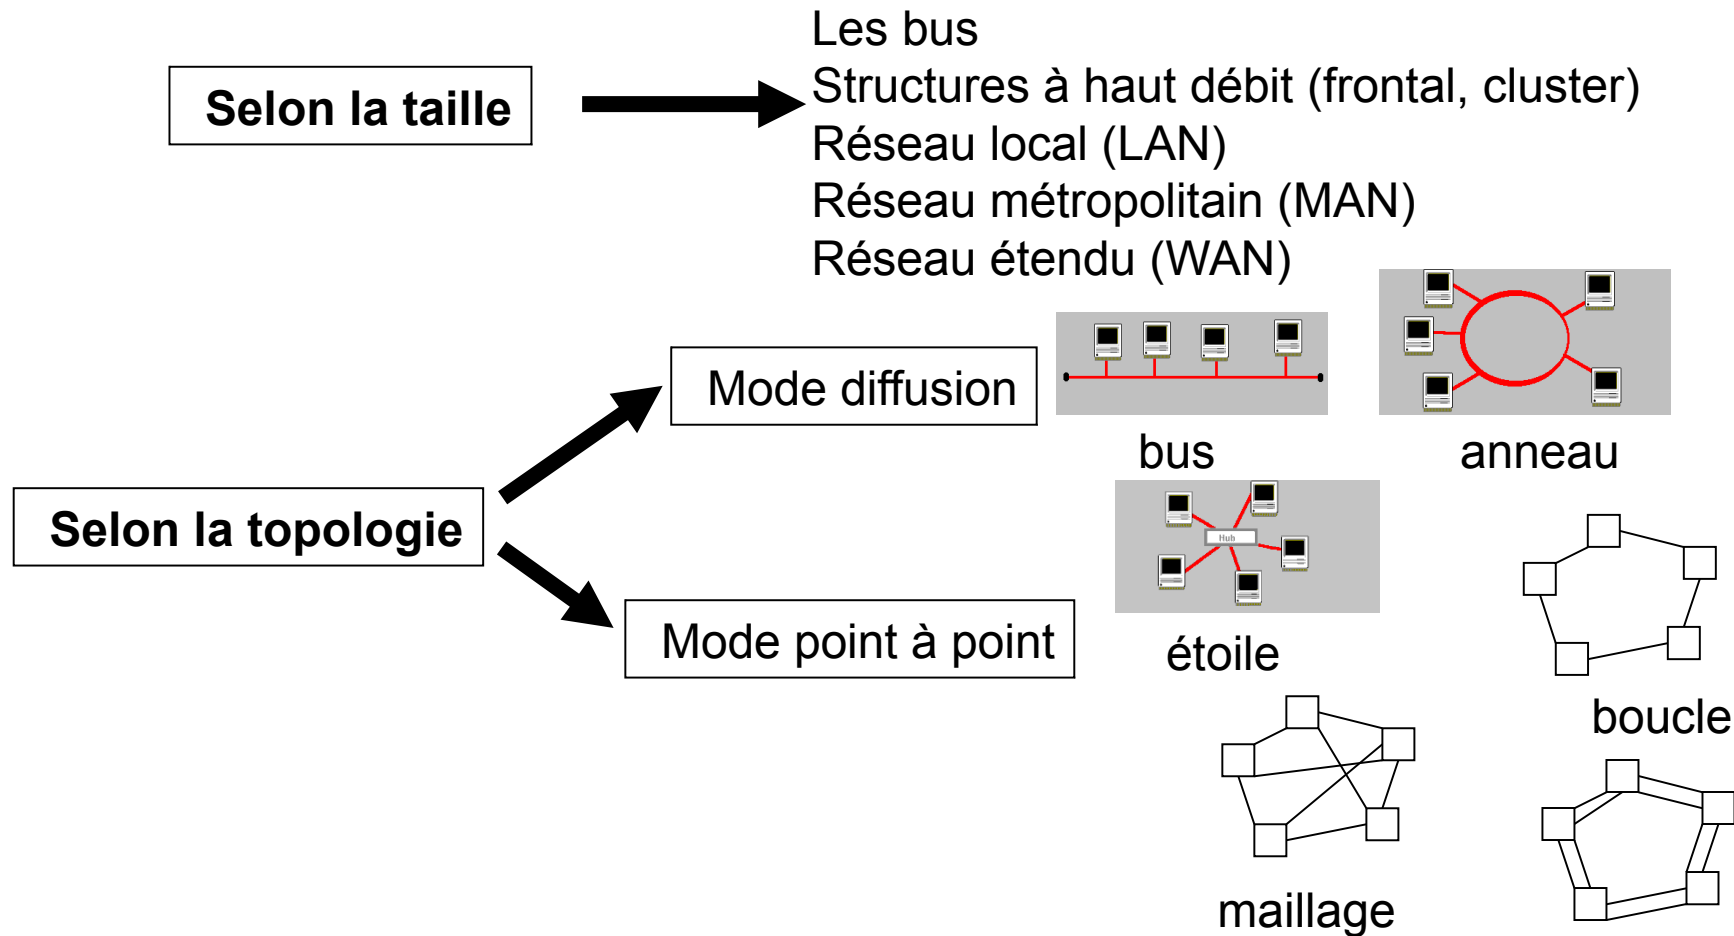 Les bus
Selon la taille
Structures à haut débit (frontal, cluster)
Réseau local (LAN)
Réseau métropolitain (MAN)
Réseau étendu (WAN)
Mode diffusion
bus
anneau
Selon la topologie
Hub
Mode point à point
étoile
boucle
maillage